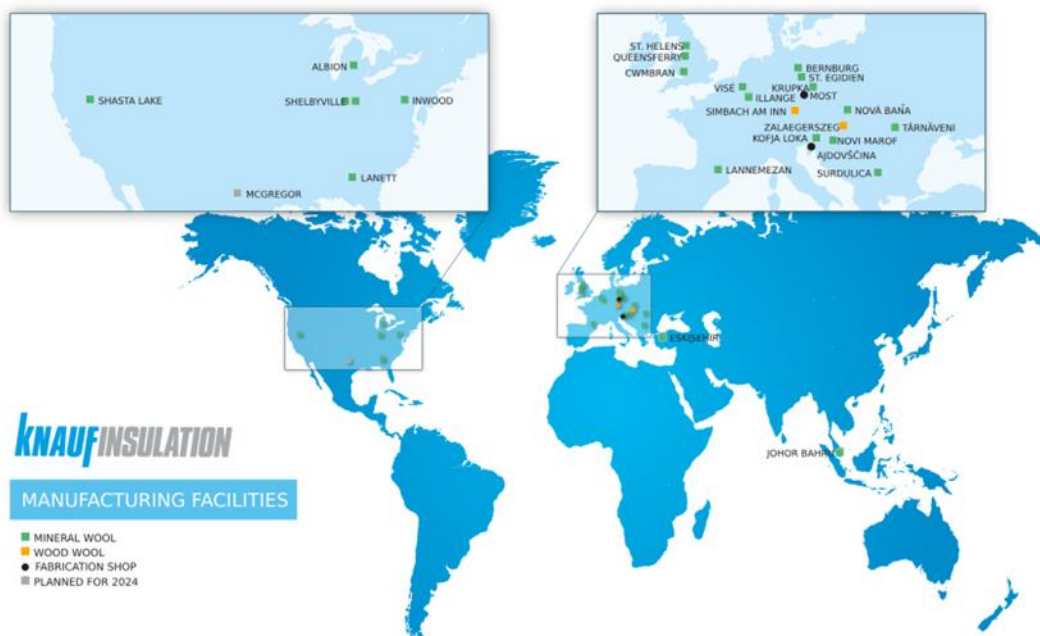 ALBION
SHASTA LAKE
SHELBYVILLE
INWOOD
LANETT
MCGREGOR
ST. HELENS
QUEENSFERRY
CWMBRAN
BERNBURG
ST. EGIDIEN
VISÉ
KRUPKA
ILLANGE
MOST
SIMBACH AM INN
NOVÁ BAŇA
ZALAEGERSZEG
TÂRNĂVENI
KOFJA LOKA
NOVI MAROF
AJDOVŠČINA
LANNEMEZAN
SURDULICA
ESKIŞEHIR
JOHOR BAHRU
KNAUFINSULATION
MANUFACTURING FACILITIES
MINERAL WOOL
WOOD WOOL
FABRICATION SHOP
PLANNED FOR 2024